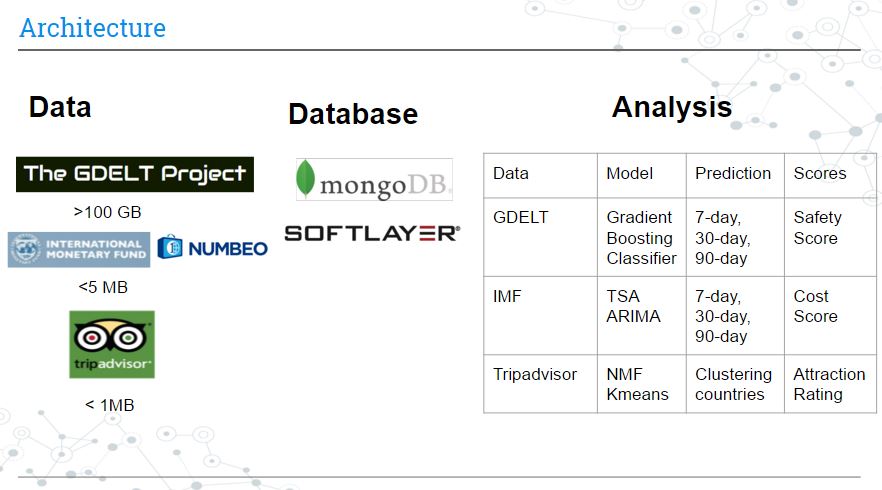 Architecture
Data
The GDELT Project
>100 GB
INTERNATIONAL
MONETARY FUND
NUMBEO
<5 MB
tripadvisor
< 1MB
Database
mongoDB
SOFTLAYER
Analysis
Data Model Prediction Scores
GDELT Gradient 7-day, Safety
Boosting 30-day, Score
Classifier 90-day
IMF TSA 7-day, Cost
ARIMA 30-day, Score
90-day
Tripadvisor NMF Clustering Attraction
Kmeans countries Rating